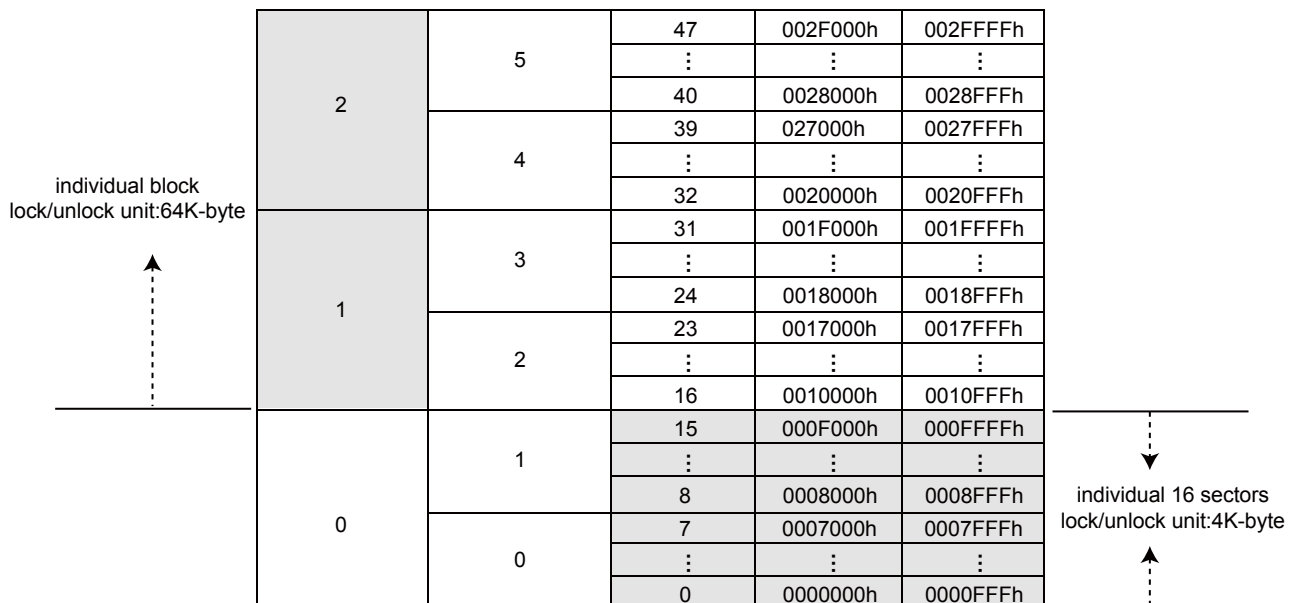 47 002F000h 002FFFFh
5
⋮ ⋮ ⋮
40 0028000h 0028FFFh
2
39 027000h 0027FFFh
4
⋮ ⋮ ⋮
32 0020000h 0020FFFh
individual block
lock/unlock unit:64K-byte
31 001F000h 001FFFFh
3
⋮ ⋮ ⋮
24 0018000h 0018FFFh
1
23 0017000h 0017FFFh
2
⋮ ⋮ ⋮
16 0010000h 0010FFFh
15 000F000h 000FFFFh
1
⋮ ⋮ ⋮
8 0008000h 0008FFFh
individual 16 sectors
lock/unlock unit:4K-byte
0
7 0007000h 0007FFFh
0
⋮ ⋮ ⋮
0 0000000h 0000FFFh